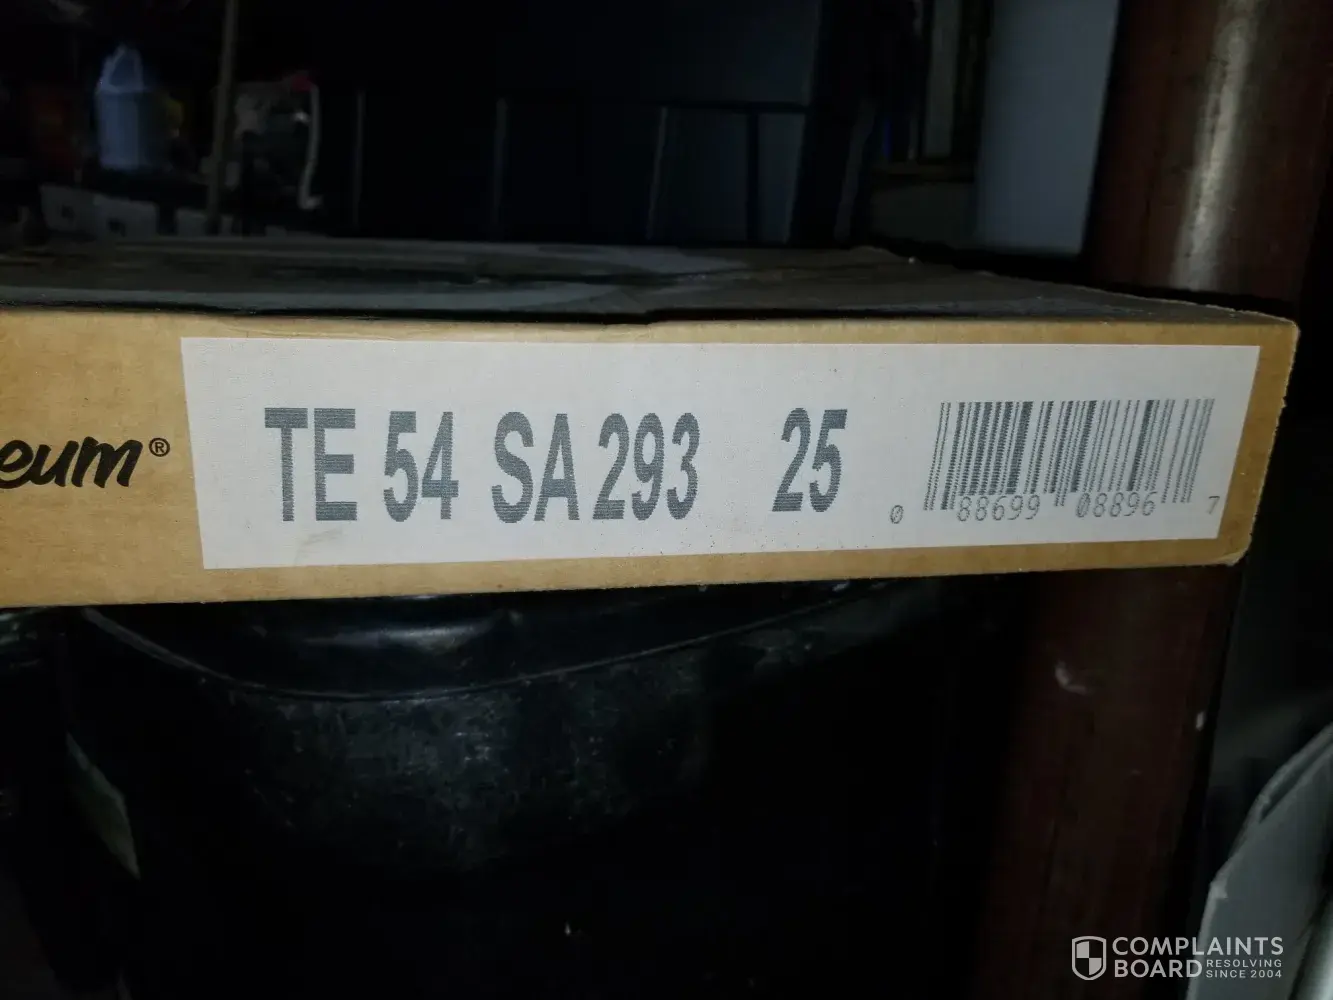 eum®
TE 54 SA 293 25
0 88699 08896 7
COMPLAINTS
BOARD RESOLVING
SINCE 2004